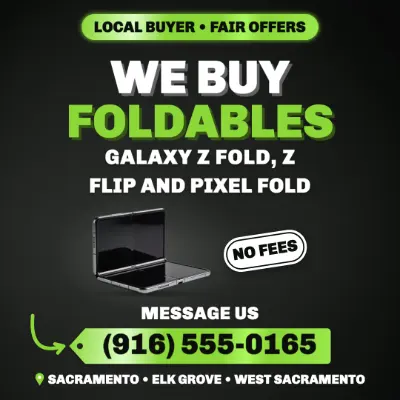 LOCAL BUYER • FAIR OFFERS
WE BUY
FOLDABLES
GALAXY Z FOLD, Z
FLIP AND PIXEL FOLD
NO FEES
MESSAGE US
(916) 555-0165
SACRAMENTO • ELK GROVE • WEST SACRAMENTO